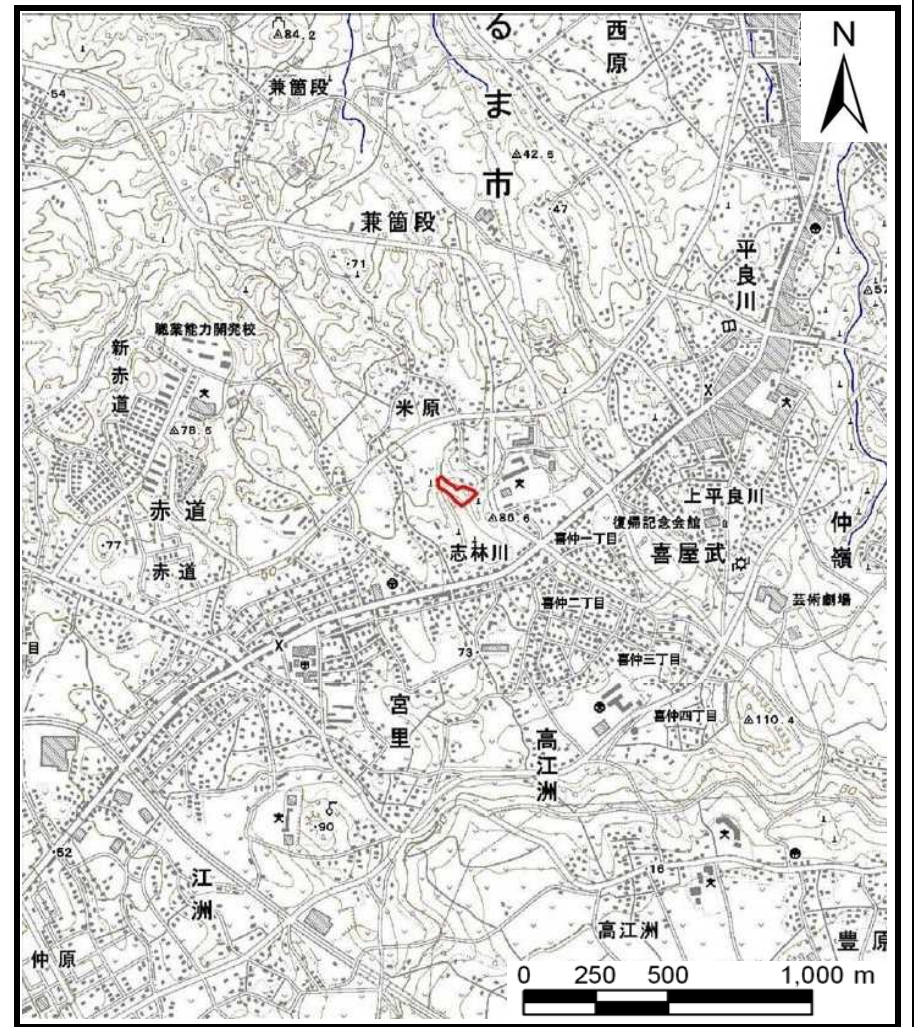 N
る
ま
市
西原
84.2
兼箇段
54
42.5
47
兼箇段
71
平良川
職業能力開発校
新赤道
米原
78.5
赤道
上平良川
86.6
復帰記念会館
仲嶺
77
志林川
喜仲一丁目
喜屋武
赤道
60
喜仲二丁目
芸術劇場
73
喜仲三丁目
宮里
喜仲四丁目
110.4
高江洲
90
52
江洲
16
高江洲
豊原
仲原
0 250 500 1,000 m